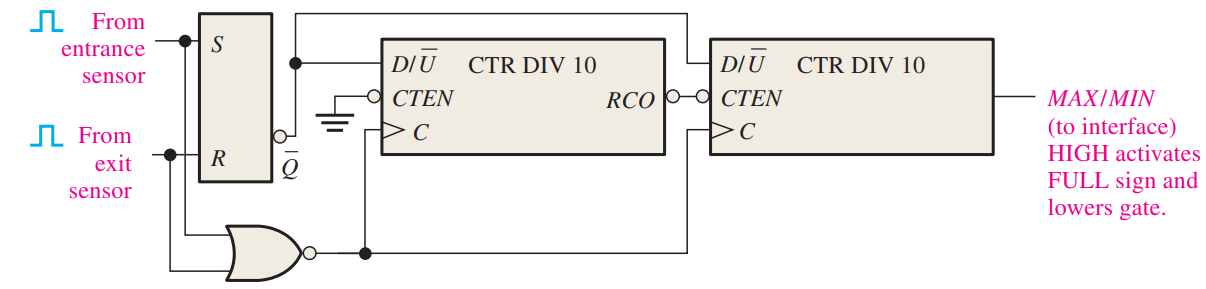 From
entrance
sensor
From
exit
sensor
S
R
Q̅
D/U̅ CTR DIV 10
CTEN
RCO
C
D/U̅ CTR DIV 10
CTEN
C
MAX/MIN
(to interface)
HIGH activates
FULL sign and
lowers gate.